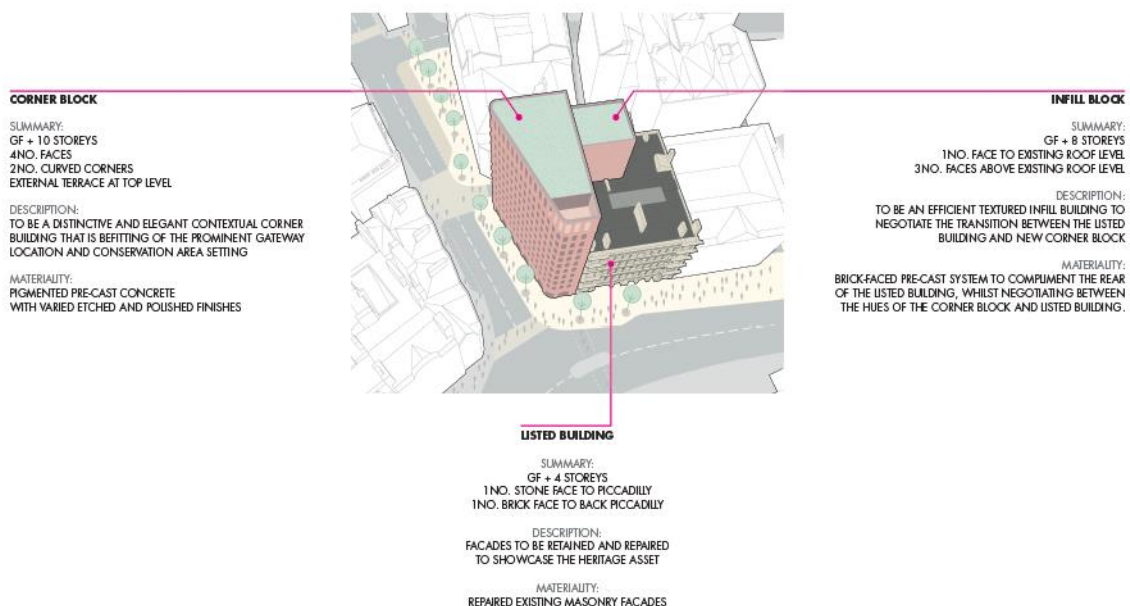 CORNER BLOCK
SUMMARY:
GF + 10 STOREYS
4NO. FACES
2NO. CURVED CORNERS
EXTERNAL TERRACE AT TOP LEVEL
DESCRIPTION:
TO BE A DISTINCTIVE AND ELEGANT CONTEXTUAL CORNER
BUILDING THAT IS BEFITTING OF THE PROMINENT GATEWAY
LOCATION AND CONSERVATION AREA SETTING
MATERIALITY:
PIGMENTED PRE-CAST CONCRETE
WITH VARIED ETCHED AND POLISHED FINISHES
INFILL BLOCK
SUMMARY:
GF + 8 STOREYS
1NO. FACE TO EXISTING ROOF LEVEL
3NO. FACES ABOVE EXISTING ROOF LEVEL
DESCRIPTION:
TO BE AN EFFICIENT TEXTURED INFILL BUILDING TO
NEGOTIATE THE TRANSITION BETWEEN THE LISTED
BUILDING AND NEW CORNER BLOCK
MATERIALITY:
BRICK-FACED PRE-CAST SYSTEM TO COMPLIMENT THE REAR
OF THE LISTED BUILDING, WHILST NEGOTIATING BETWEEN
THE HUES OF THE CORNER BLOCK AND LISTED BUILDING.
LISTED BUILDING
SUMMARY:
GF + 4 STOREYS
1NO. STONE FACE TO PICCADILLY
1NO. BRICK FACE TO BACK PICCADILLY
DESCRIPTION:
FACADES TO BE RETAINED AND REPAIRED
TO SHOWCASE THE HERITAGE ASSET
MATERIALITY:
REPAIRED EXISTING MASONRY FACADES